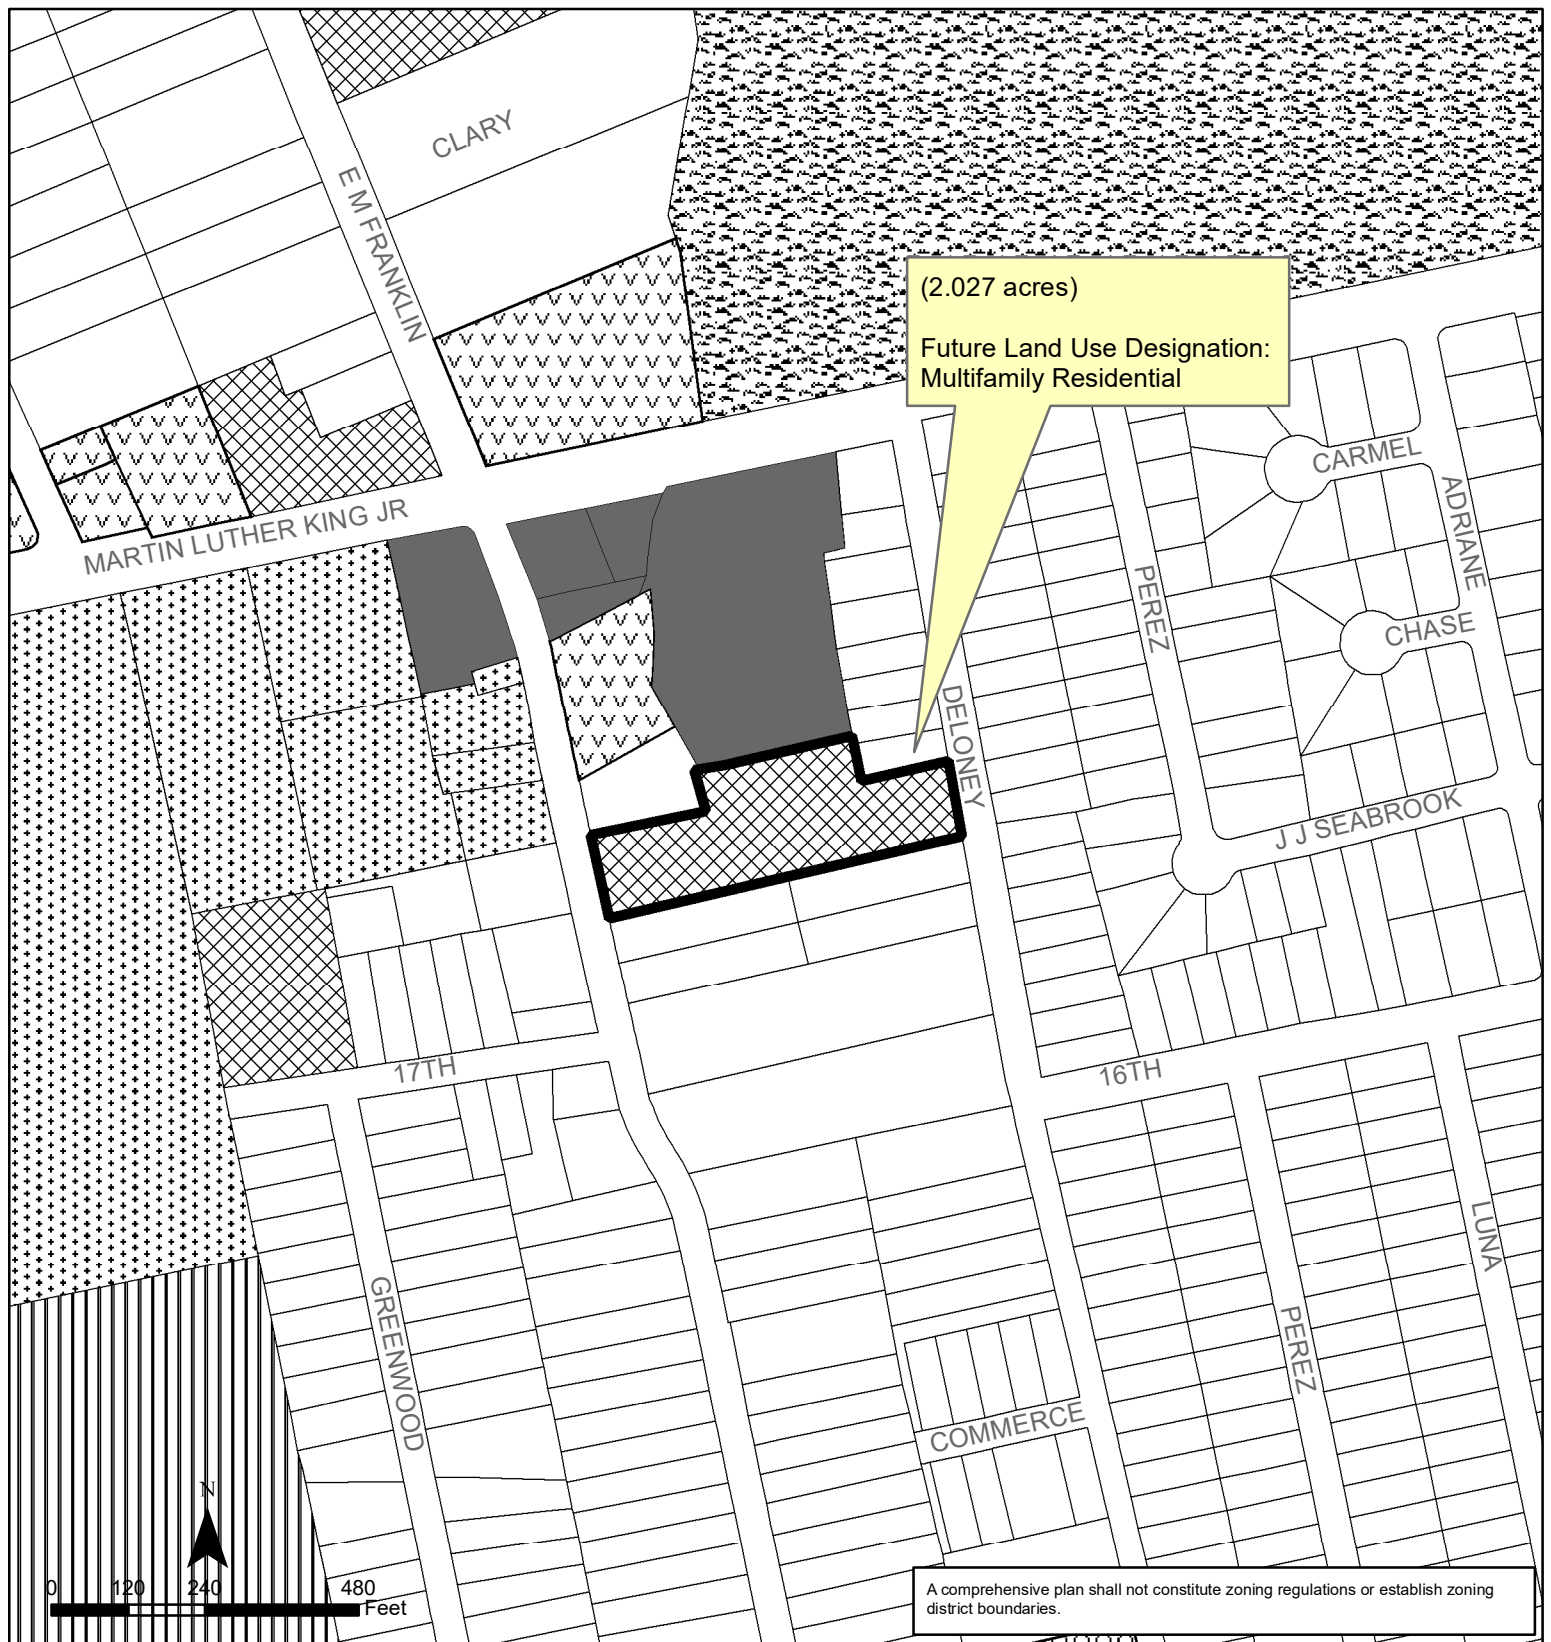 CLARY
E M FRANKLIN
(2.027 acres)
Future Land Use Designation:
Multifamily Residential
CARMEL
ADRIANE
MARTIN LUTHER KING JR
PEREZ
CHASE
DELONEY
J J SEABROOK
17TH
16TH
LUNA
GREENWOOD
PEREZ
COMMERCE
N
0 120 240 480
Feet
A comprehensive plan shall not constitute zoning regulations or establish zoning
district boundaries.